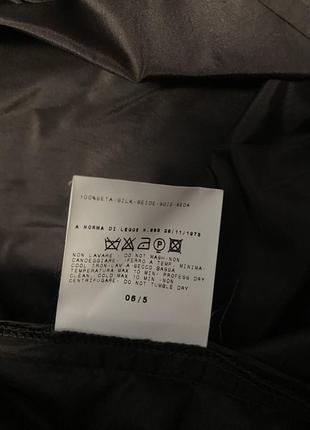 100%SETA-SILK-SEIDE-SOIE-SEDA
A NORMA DI LEGGE N.883 26/11/1973
NON LAVARE- DO NOT WASH-NON
CANDEGGIARE- (FERRO A TEMP. MINIMA-
COOL IRON-LAV A SECCO BASSA
TEMPERATURA MAX 10 MIN- PROFESS DRY
CLEAN, COLD MAX 10 MIN- NON
CENTRIFUGARE- DO NOT TUMBLE DRY
06/5